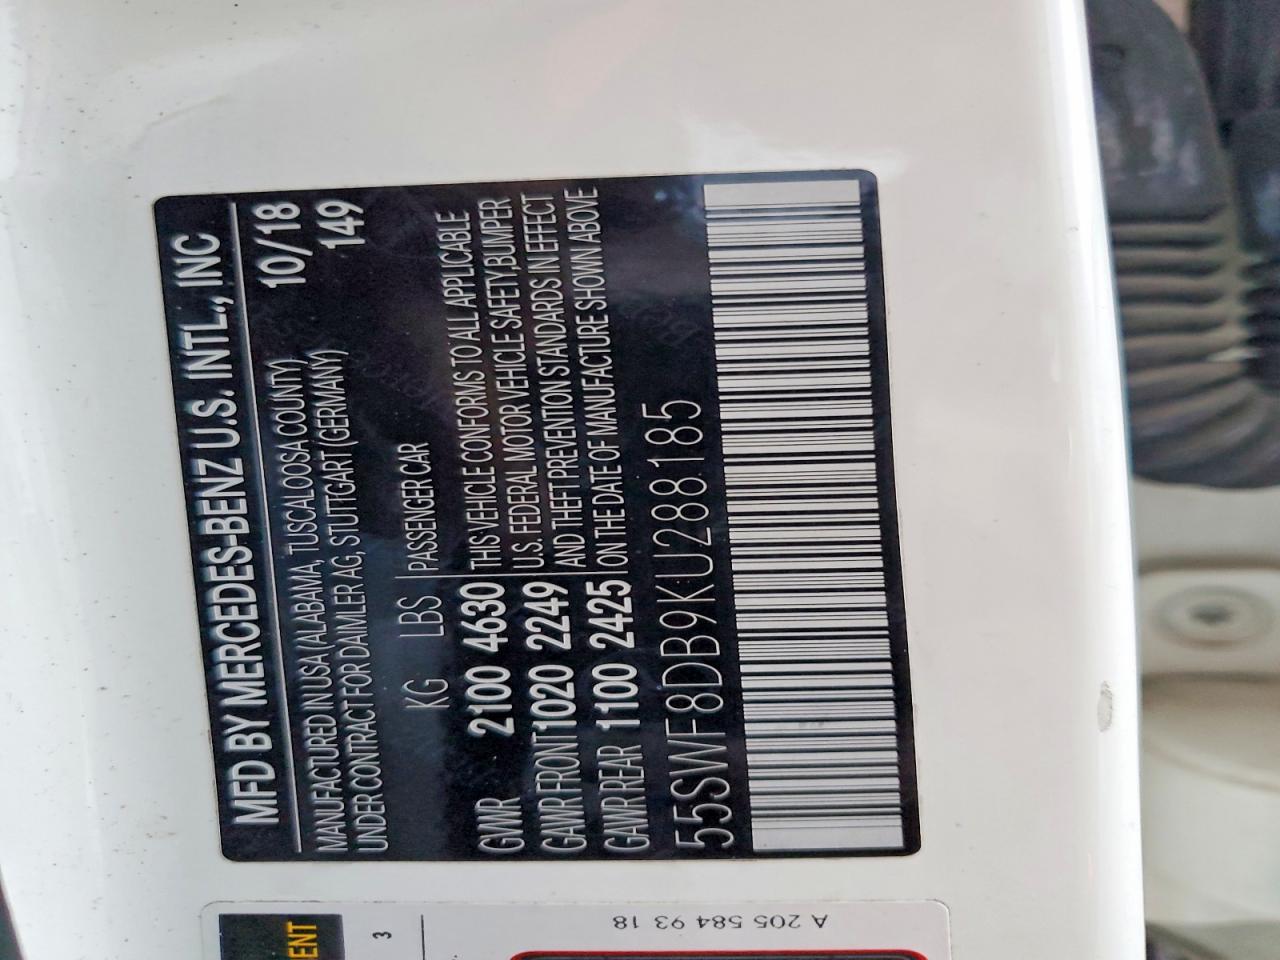 MFD BY MERCEDES-BENZ U.S. INTL., INC
MANUFACTURED IN USA (ALABAMA, TUSCALOOSA COUNTY) 10/18
UNDER CONTRACT FOR DAIMLER AG, STUTTGART (GERMANY) 149
KG LBS PASSENGER CAR
GVWR 2100 4630 THIS VEHICLE CONFORMS TO ALL APPLICABLE
GAWR FRONT 1020 2249 U.S. FEDERAL MOTOR VEHICLE SAFETY, BUMPER
GAWR REAR 1100 2425 AND THEFT PREVENTION STANDARDS IN EFFECT
ON THE DATE OF MANUFACTURE SHOWN ABOVE
55SWF8DB9KU288185
ENT
3
A 205 584 93 18